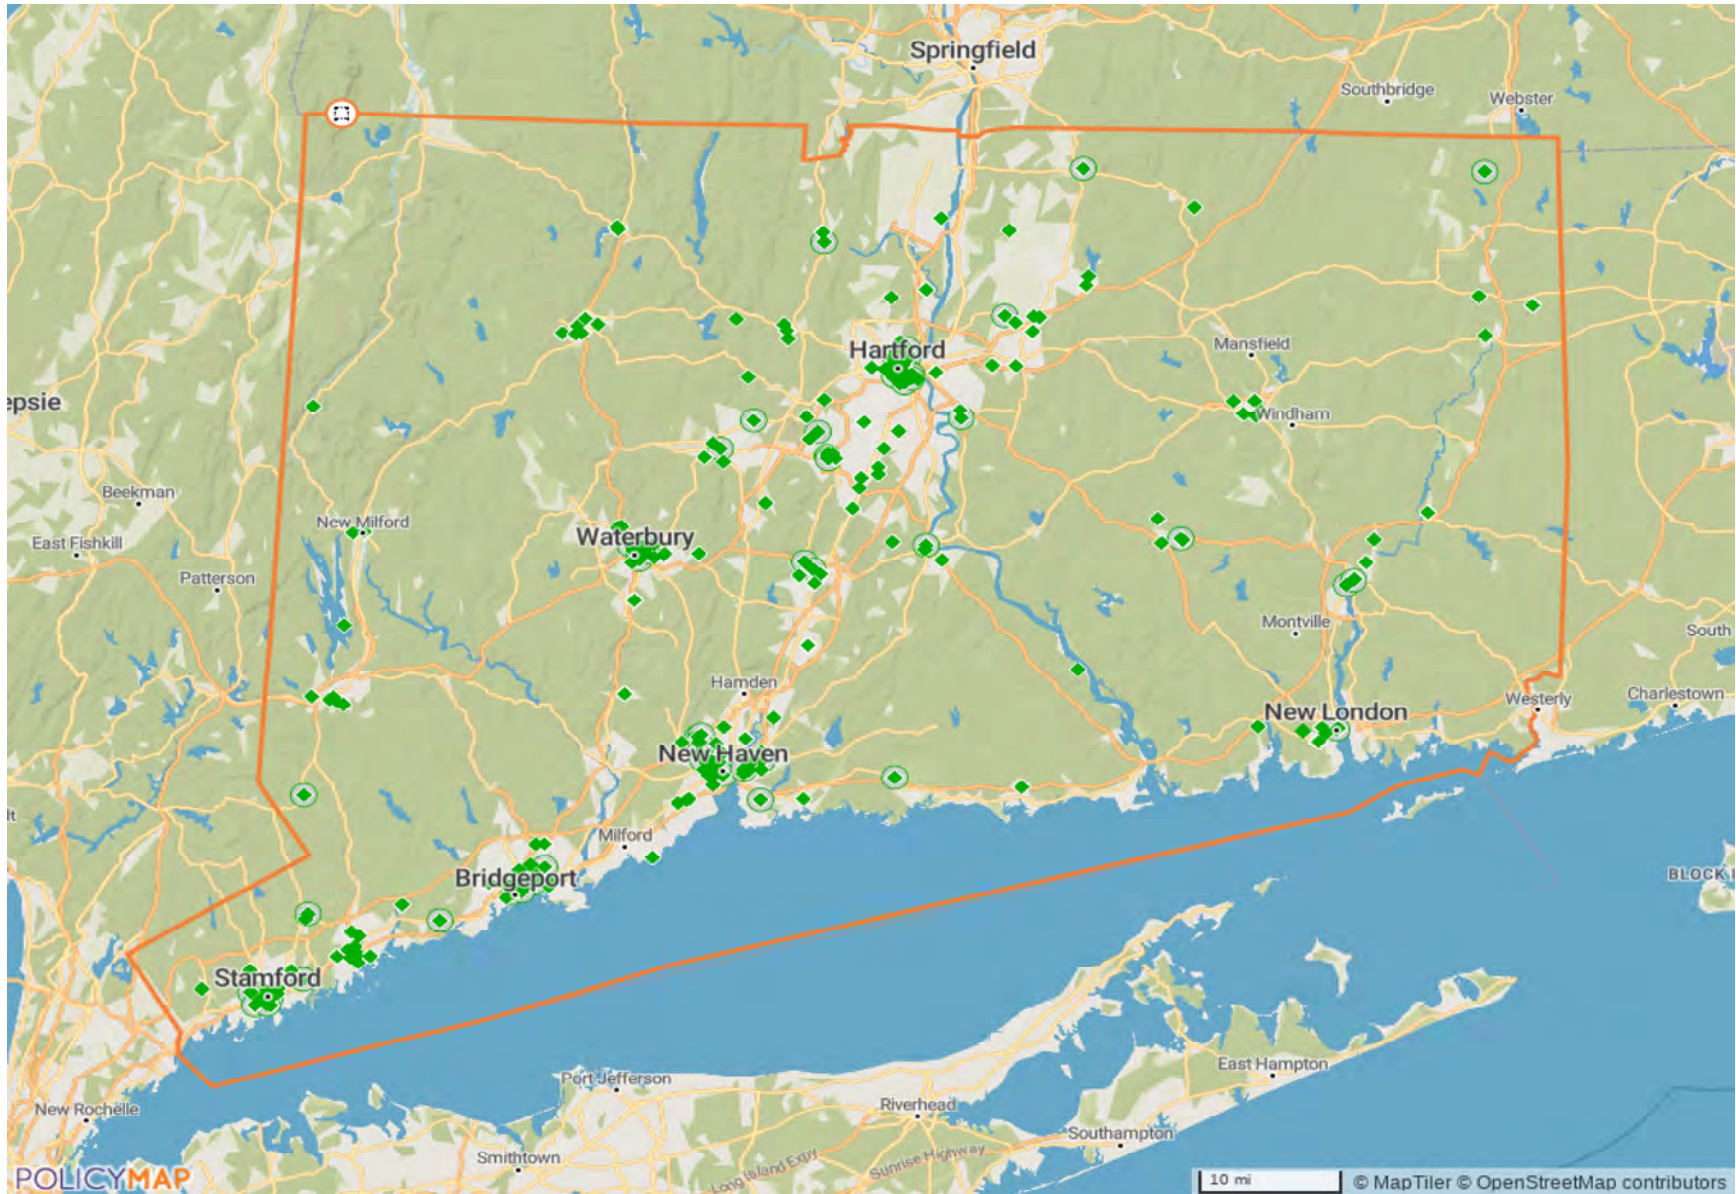 Springfield
Southbridge
Webster
Hartford
Mansfield
epsie
Windham
Beekman
New Milford
East Fishkill
Waterbury
Patterson
Montville
South
Hamden
Westerly
Charlestown
New London
New Haven
lt
Milford
Bridgeport
BLOCK I
Stamford
East Hampton
Port Jefferson
New Rochelle
Riverhead
Southampton
Smithtown
Long Island Expy
Sunrise Highway
POLICYMAP
10 mi
© MapTiler © OpenStreetMap contributors